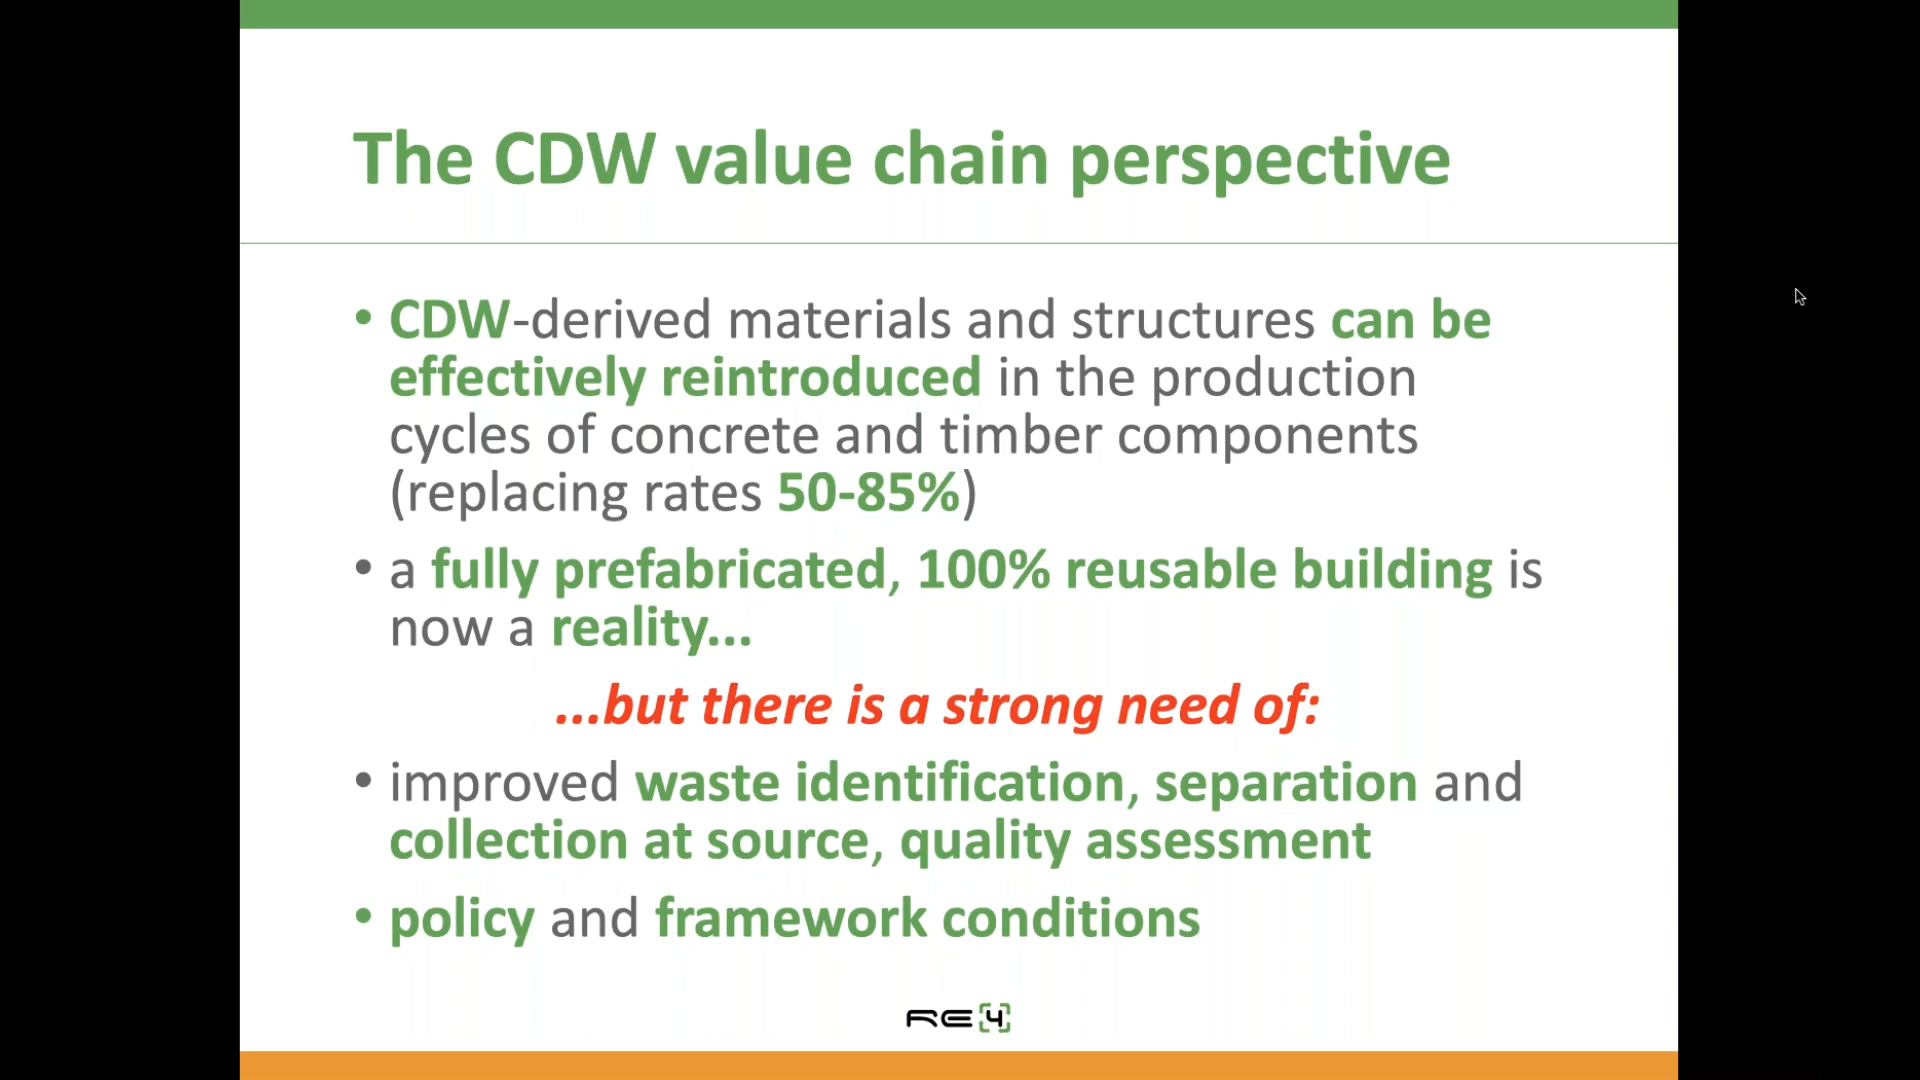 The CDW value chain perspective
• CDW-derived materials and structures can be
effectively reintroduced in the production
cycles of concrete and timber components
(replacing rates 50-85%)
• a fully prefabricated, 100% reusable building is
now a reality...
...but there is a strong need of:
• improved waste identification, separation and
collection at source, quality assessment
• policy and framework conditions
RE4